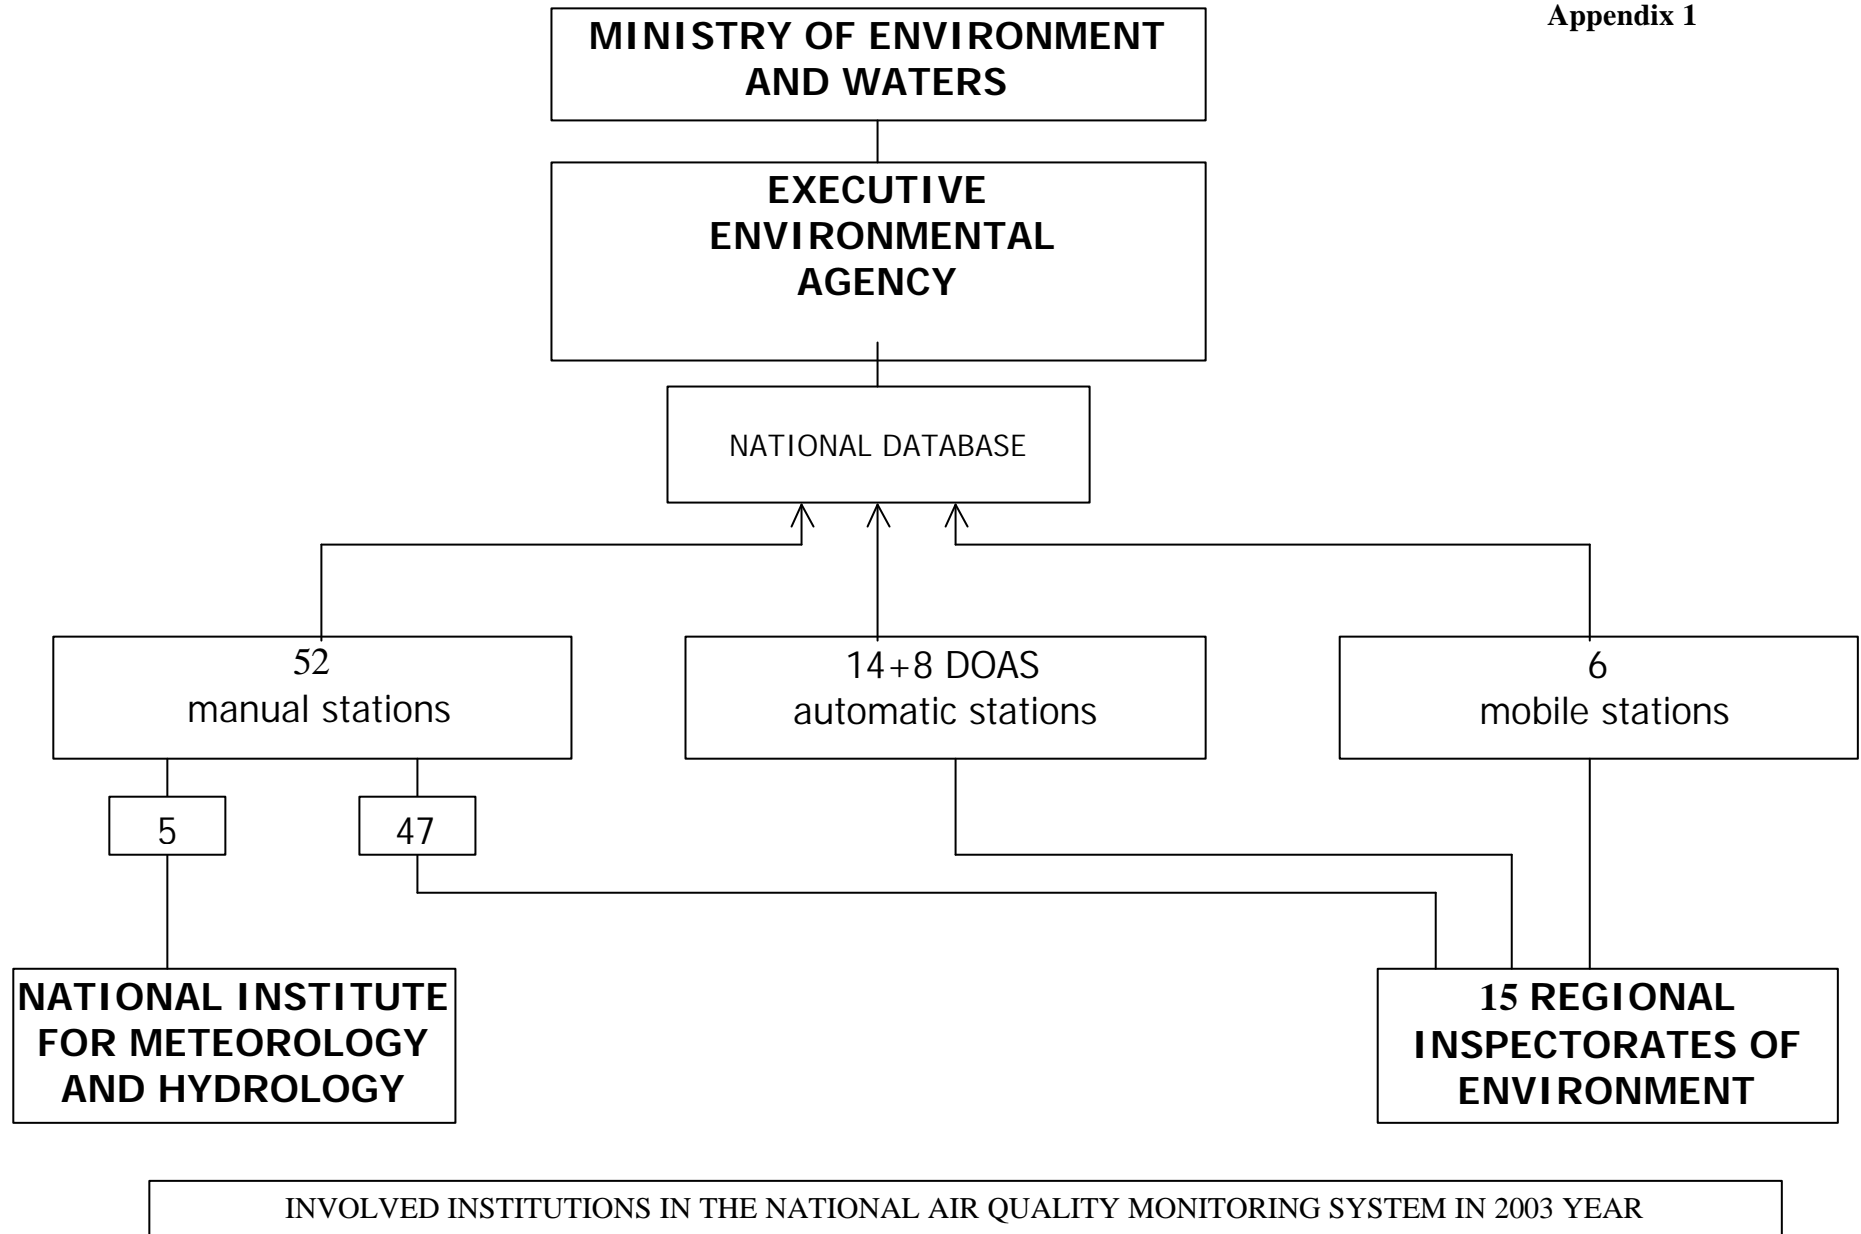 Appendix 1
MINISTRY OF ENVIRONMENT
AND WATERS
EXECUTIVE
ENVIRONMENTAL
AGENCY
NATIONAL DATABASE
52
manual stations
14+8 DOAS
automatic stations
6
mobile stations
5
47
NATIONAL INSTITUTE
FOR METEOROLOGY
AND HYDROLOGY
15 REGIONAL
INSPECTORATES OF
ENVIRONMENT
INVOLVED INSTITUTIONS IN THE NATIONAL AIR QUALITY MONITORING SYSTEM IN 2003 YEAR